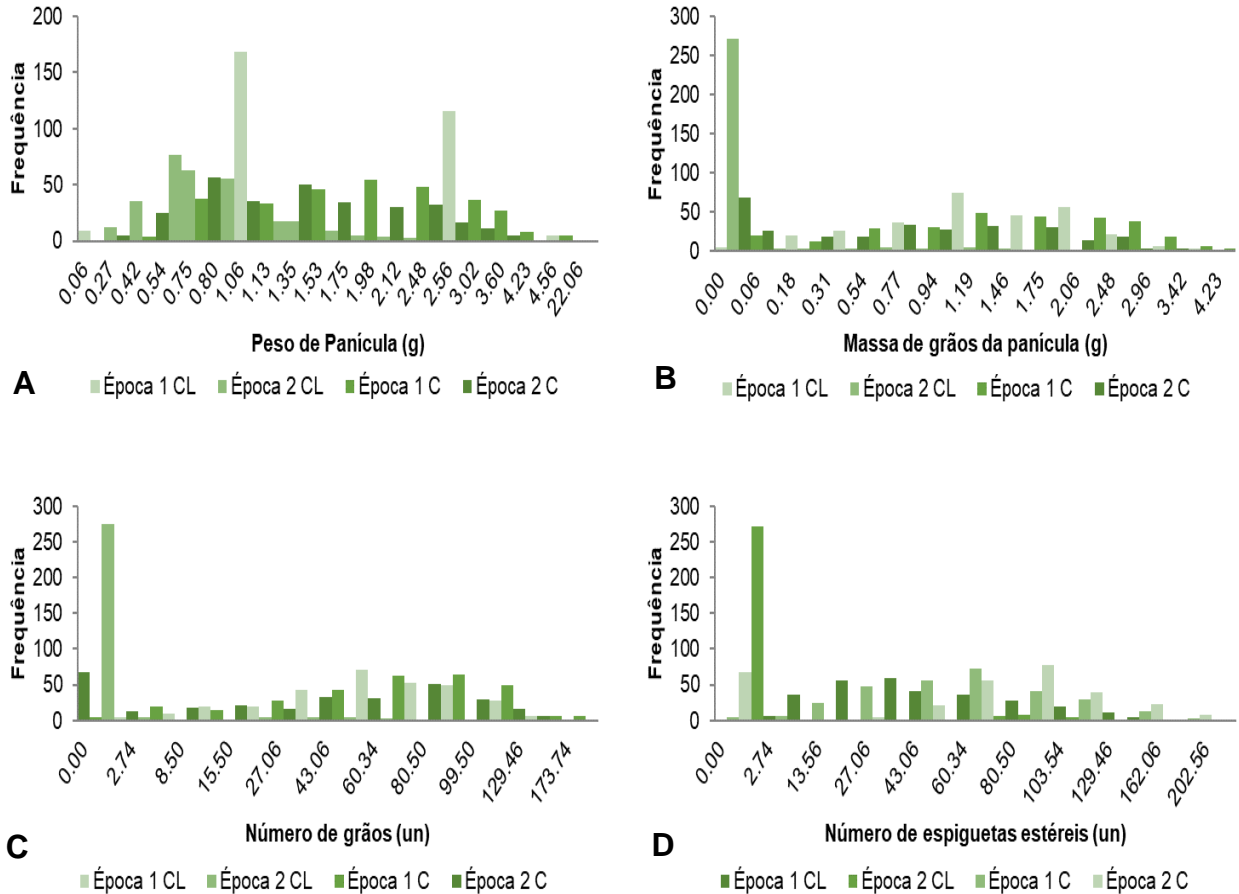 Frequência
200
150
100
50
0
0.06 0.27 0.42 0.54 0.75 0.80 1.06 1.13 1.35 1.53 1.75 1.98 2.12 2.48 2.56 3.02 3.60 4.23 4.56 22.06
Peso de Panícula (g)
A
Época 1 CL Época 2 CL Época 1 C Época 2 C
Frequência
300
250
200
150
100
50
0
0.00 0.06 0.18 0.31 0.54 0.77 0.94 1.19 1.46 1.75 2.06 2.48 2.96 3.42 4.23
Massa de grãos da panícula (g)
B
Época 1 CL Época 2 CL Época 1 C Época 2 C
Frequência
300
250
200
150
100
50
0
0.00 2.74 8.50 15.50 27.06 43.06 60.34 80.50 99.50 129.46 173.74
Número de grãos (un)
C
Época 1 CL Época 2 CL Época 1 C Época 2 C
Frequência
300
250
200
150
100
50
0
0.00 2.74 13.56 27.06 43.06 60.34 80.50 103.54 129.46 162.06 202.56
Número de espiguetas estéreis (un)
D
Época 1 CL Época 2 CL Época 1 C Época 2 C